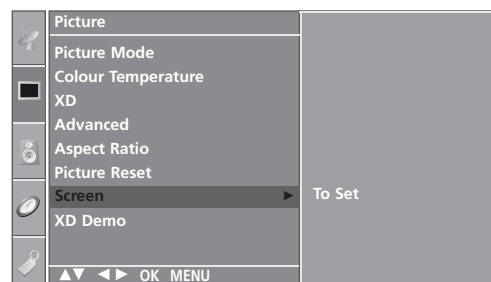 Picture
Picture Mode
Colour Temperature
XD
Advanced
Aspect Ratio
Picture Reset
Screen ► To Set
XD Demo
▲▼ ◄► OK MENU